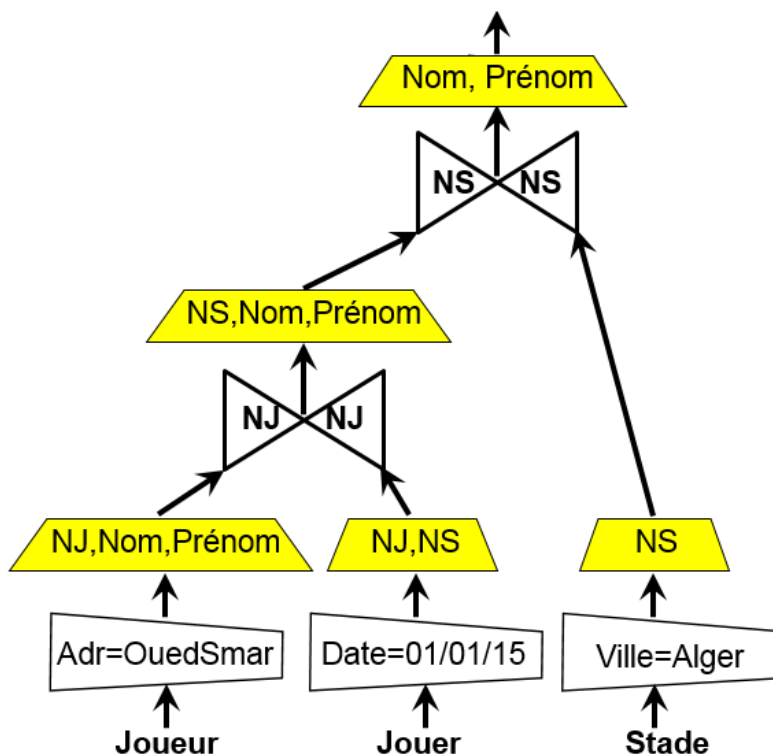 Nom, Prénom
NS NS
NS,Nom,Prénom
NJ NJ
NJ,Nom,Prénom NJ,NS NS
Adr=OuedSmar Date=01/01/15 Ville=Alger
Joueur Jouer Stade